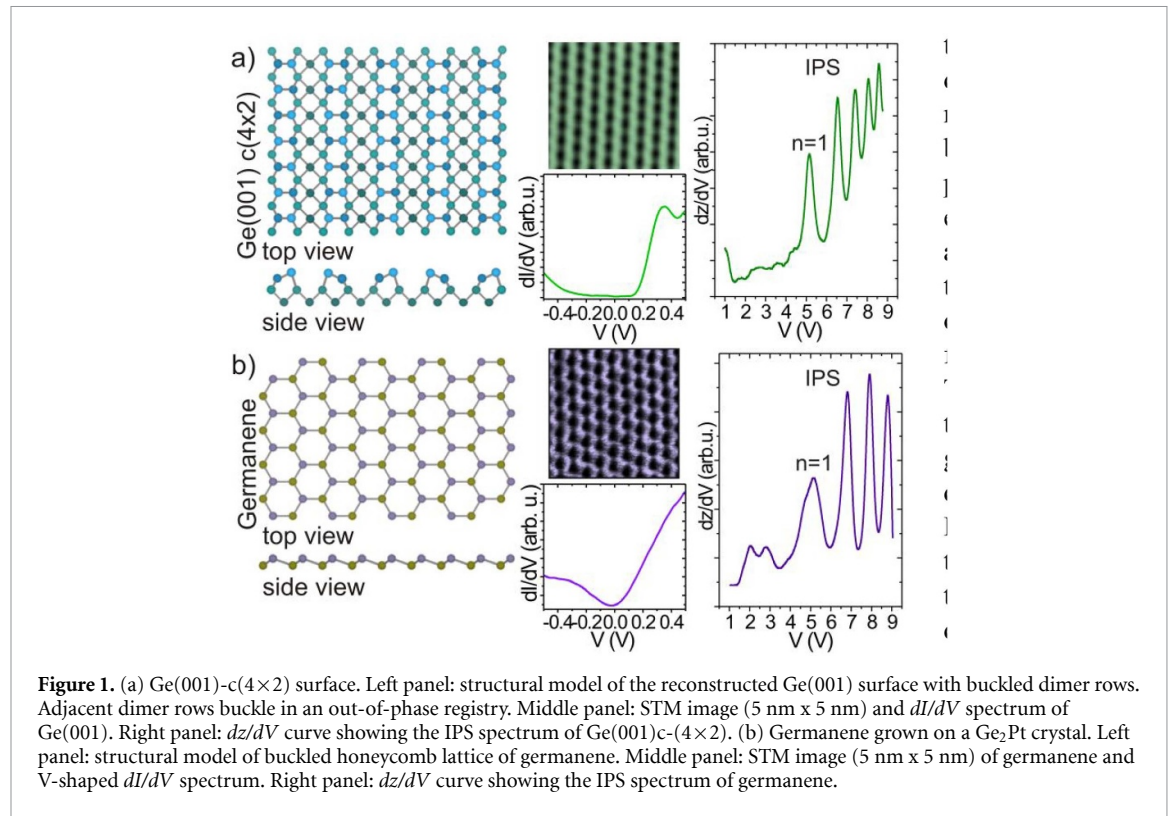 a)
Ge(001) c(4x2)
top view
side view
dI/dV (arb.u.)
-0.4-0.20.0 0.2 0.4
V (V)
IPS
n=1
dz/dV (arb.u.)
1 2 3 4 5 6 7 8 9
V (V)
b)
Germanene
top view
side view
dI/dV (arb. u.)
-0.4-0.20.0 0.2 0.4
V (V)
IPS
n=1
dz/dV (arb.u.)
1 2 3 4 5 6 7 8 9
V (V)
Figure 1. (a) Ge(001)-c(4×2) surface. Left panel: structural model of the reconstructed Ge(001) surface with buckled dimer rows.
Adjacent dimer rows buckle in an out-of-phase registry. Middle panel: STM image (5 nm x 5 nm) and dI/dV spectrum of
Ge(001). Right panel: dz/dV curve showing the IPS spectrum of Ge(001)c-(4×2). (b) Germanene grown on a Ge₂Pt crystal. Left
panel: structural model of buckled honeycomb lattice of germanene. Middle panel: STM image (5 nm x 5 nm) of germanene and
V-shaped dI/dV spectrum. Right panel: dz/dV curve showing the IPS spectrum of germanene.